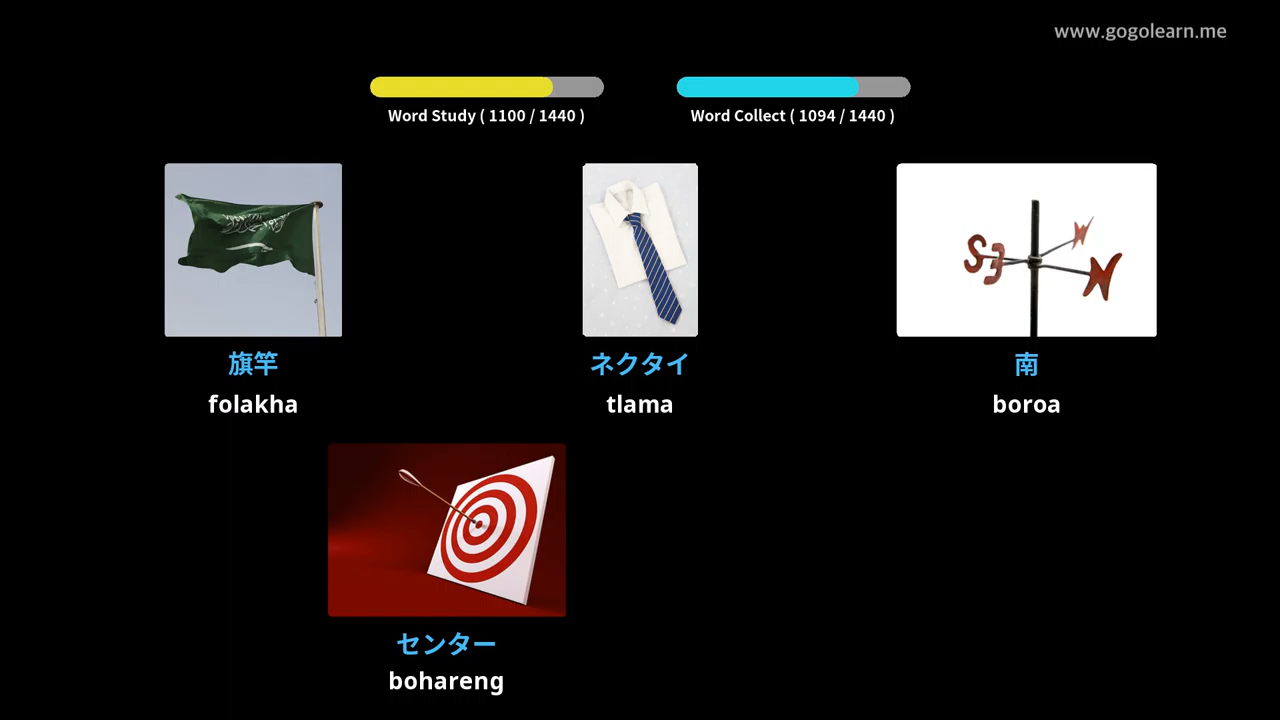 www.gogolearn.me
Word Study ( 1100 / 1440 )
Word Collect ( 1094 / 1440 )
旗竿
folakha
ネクタイ
tlama
S
W
N
南
boroa
センター
bohareng